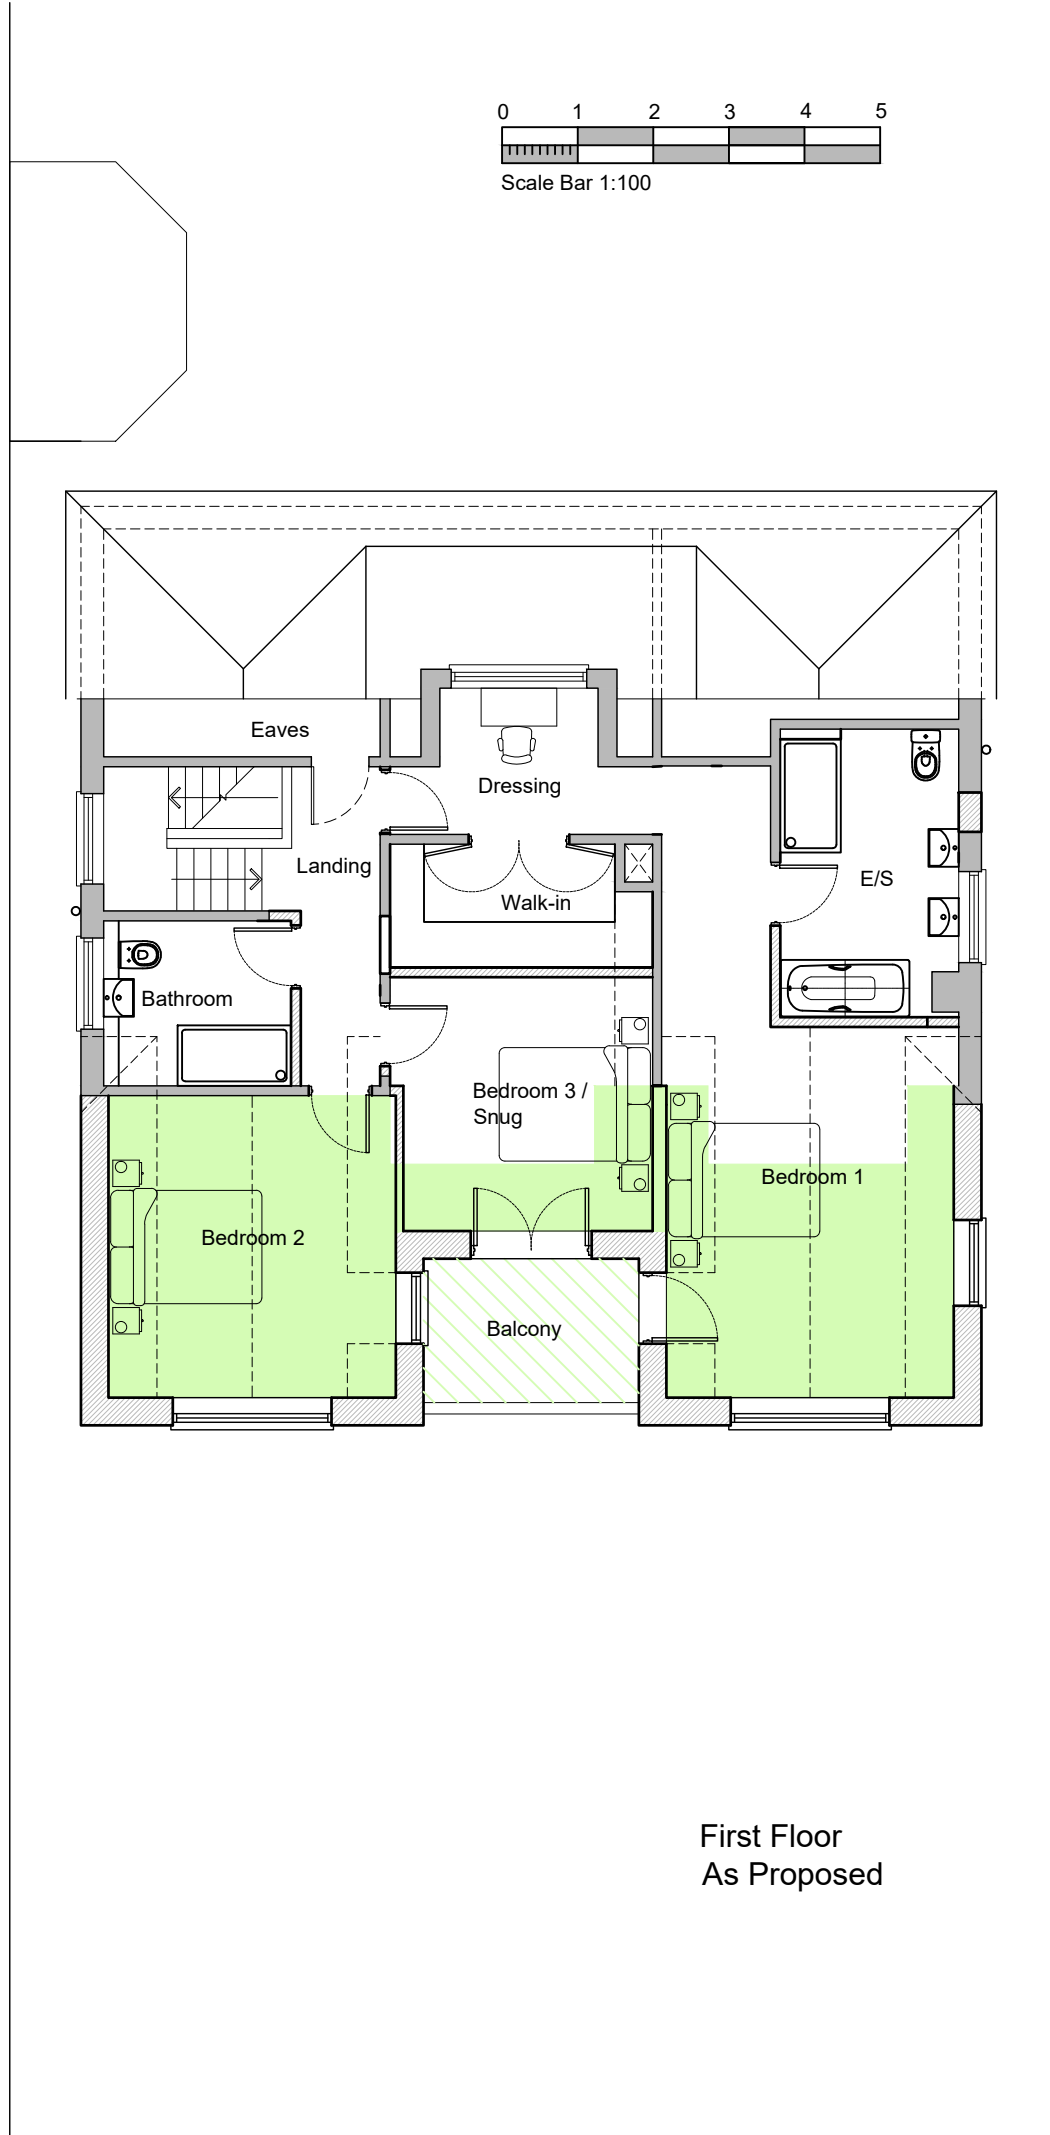 0 1 2 3 4 5
Scale Bar 1:100
Eaves
Dressing
Landing
E/S
Walk-in
Bathroom
Bedroom 3 /
Snug
Bedroom 1
Bedroom 2
Balcony
First Floor
As Proposed